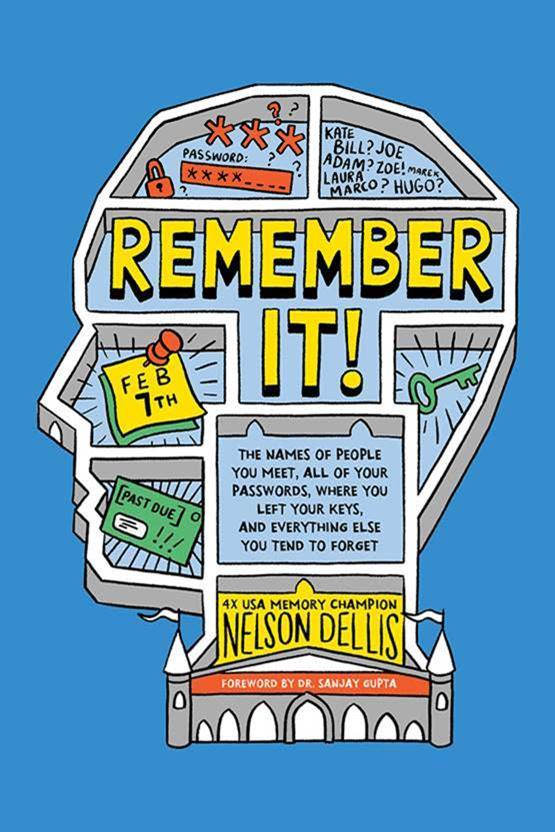 PASSWORD:
****_ _ _
KATE
BILL? JOE
ADAM? ZOE! MAREK
LAURA
MARCO? HUGO?
REMEMBER
IT!
FEB
7TH
[PAST DUE]
!!!
THE NAMES OF PEOPLE
YOU MEET, ALL OF YOUR
PASSWORDS, WHERE YOU
LEFT YOUR KEYS,
AND EVERYTHING ELSE
YOU TEND TO FORGET
4X USA MEMORY CHAMPION
NELSON DELLIS
FOREWORD BY DR. SANJAY GUPTA